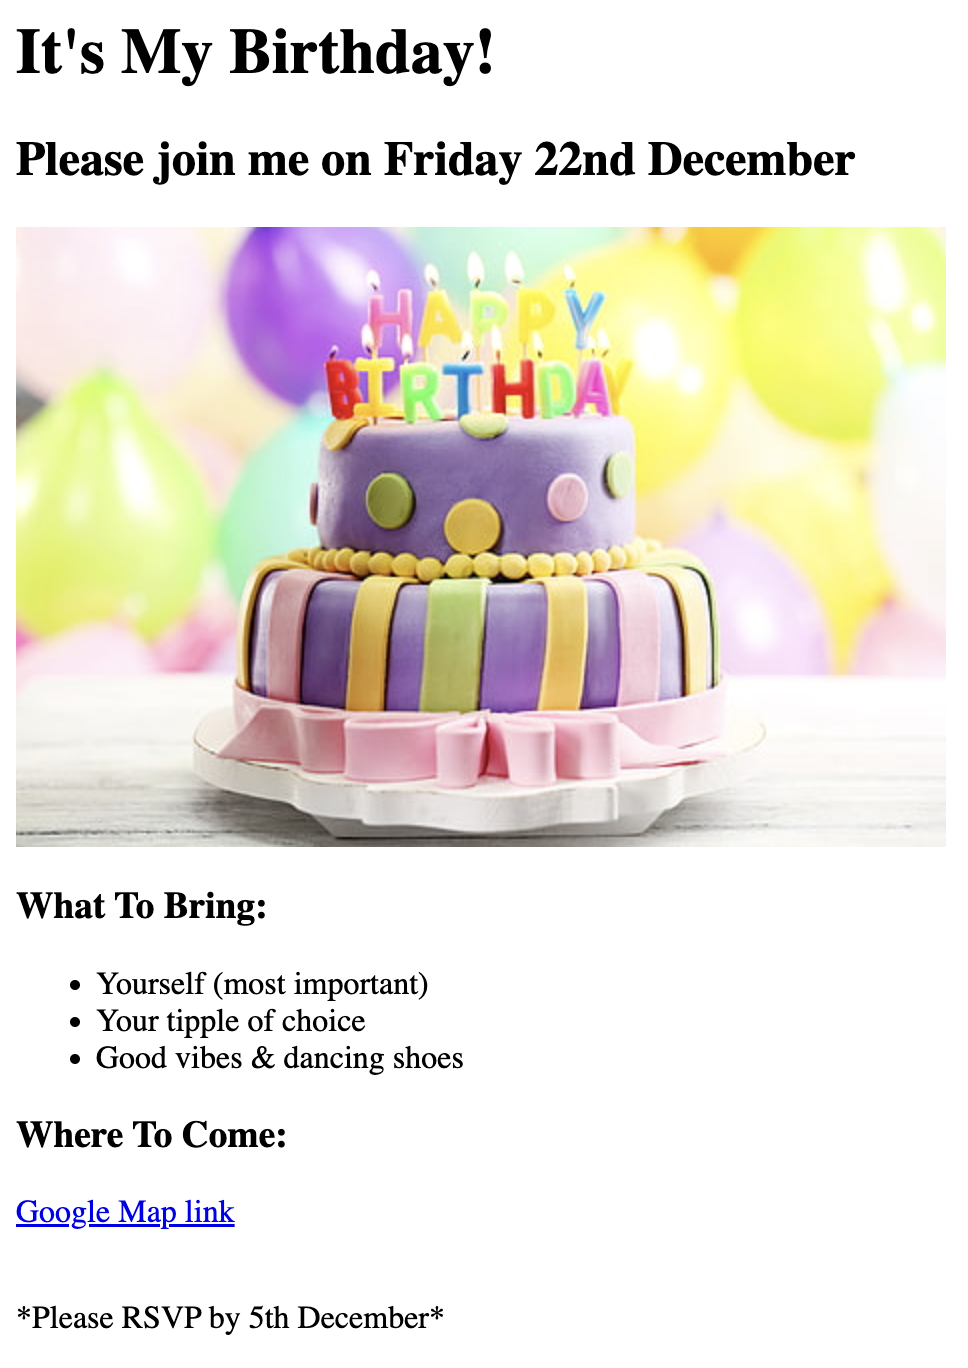 It's My Birthday!
Please join me on Friday 22nd December
HAPPY
BIRTHDAY
What To Bring:
Yourself (most important)
Your tipple of choice
Good vibes & dancing shoes
Where To Come:
Google Map link
*Please RSVP by 5th December*